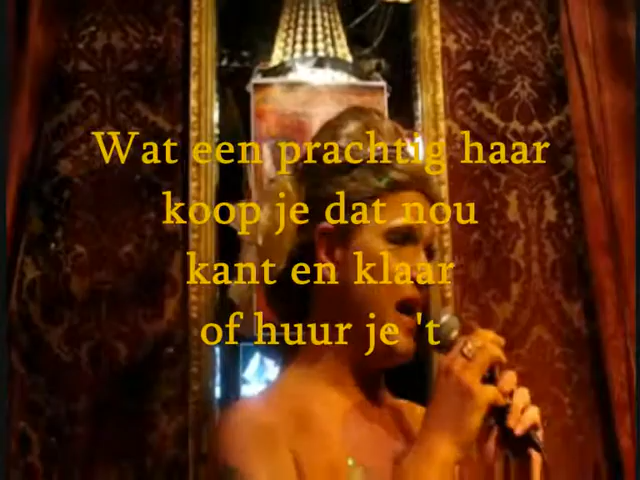 Wat een prachtig haar
koop je dat nou
kant en klaar
of huur je 't